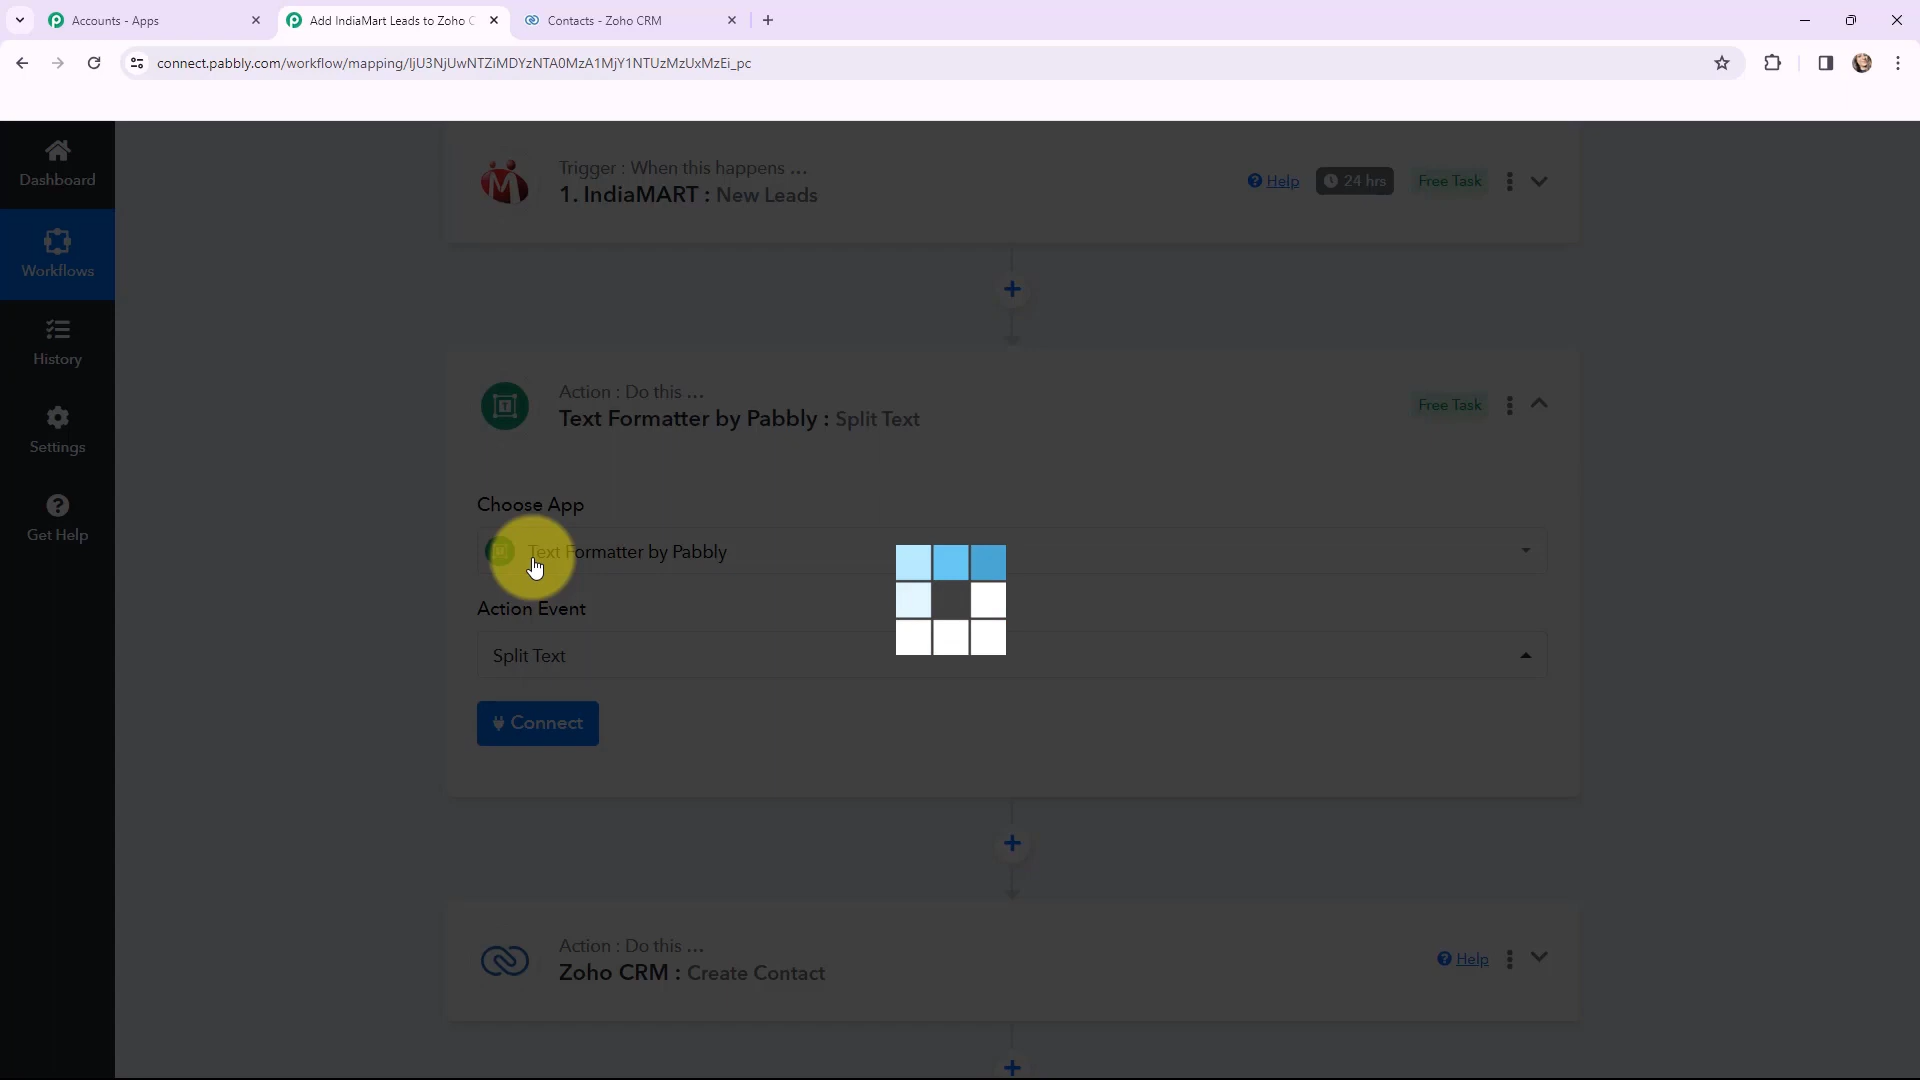 Accounts - Apps
Add IndiaMart Leads to Zoho C
Contacts - Zoho CRM
connect.pabbly.com/workflow/mapping/IjU3NjUwNTZiMDYzNTA0MzA1MjY1NTUzMzUxMzEi_pc
Dashboard
Workflows
History
Settings
Get Help
Trigger : When this happens ...
1. IndiaMART : New Leads
Help
24 hrs
Free Task
Action : Do this ...
Text Formatter by Pabbly : Split Text
Free Task
Choose App
Text Formatter by Pabbly
Action Event
Split Text
Connect
Action : Do this ...
Zoho CRM : Create Contact
Help